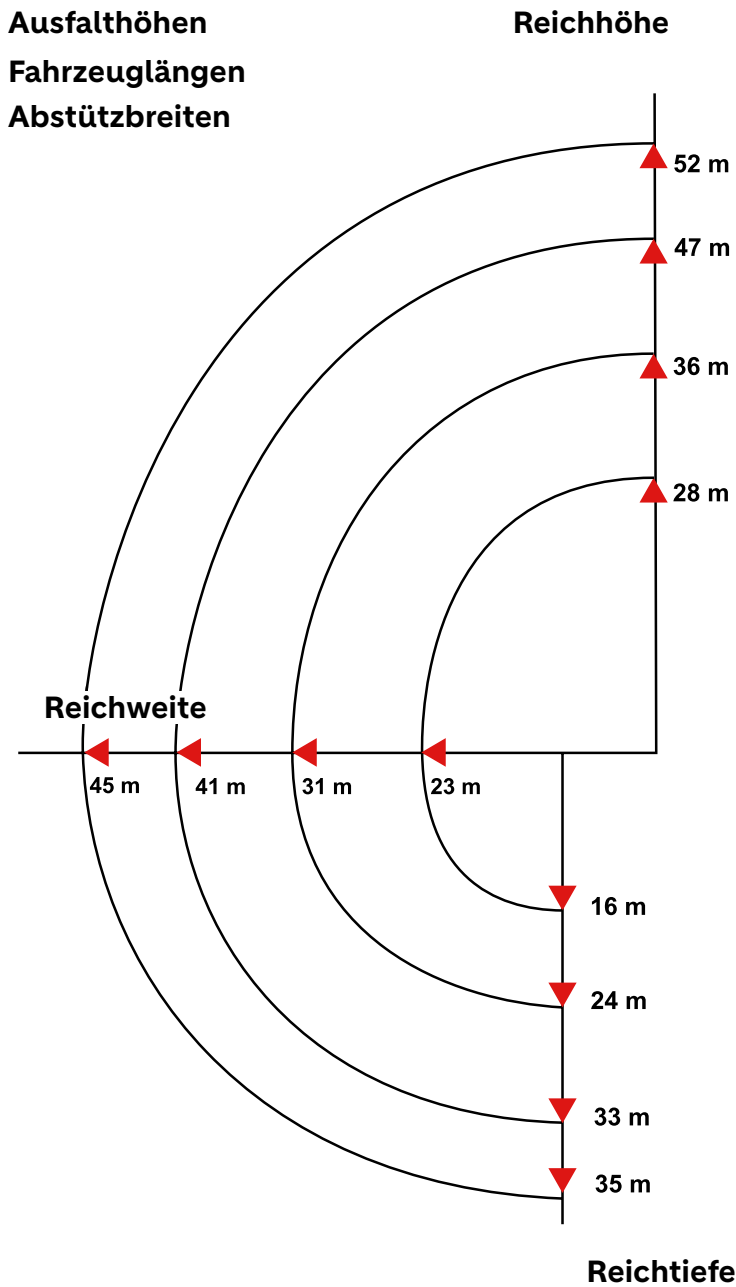 Ausfalthöhen
Reichhöhe
Fahrzeuglängen
Abstützbreiten
52 m
47 m
36 m
28 m
Reichweite
45 m
41 m
31 m
23 m
16 m
24 m
33 m
35 m
Reichtiefe